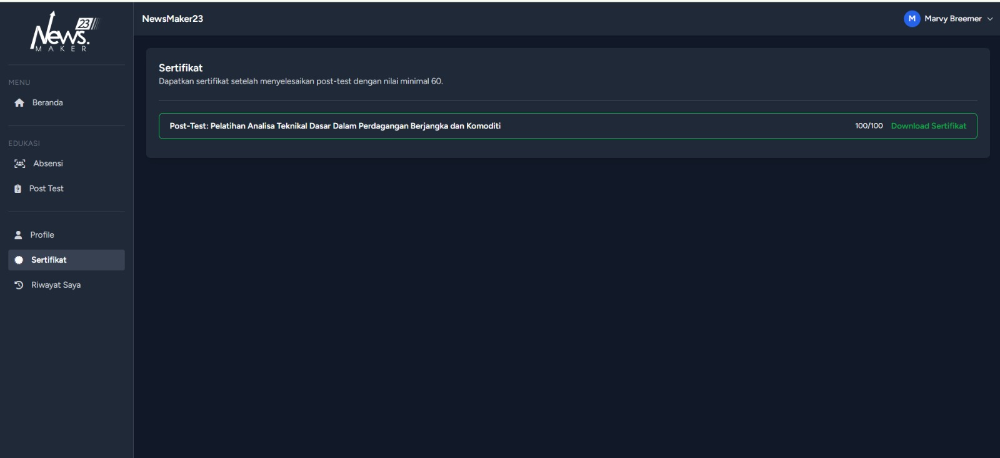 News. 23
MAKER
NewsMaker23
M Marvy Breemer
MENU
Beranda
EDUKASI
Absensi
Post Test
Profile
Sertifikat
Riwayat Saya
Sertifikat
Dapatkan sertifikat setelah menyelesaikan post-test dengan nilai minimal 60.
Post-Test: Pelatihan Analisa Teknikal Dasar Dalam Perdagangan Berjangka dan Komoditi 100/100 Download Sertifikat